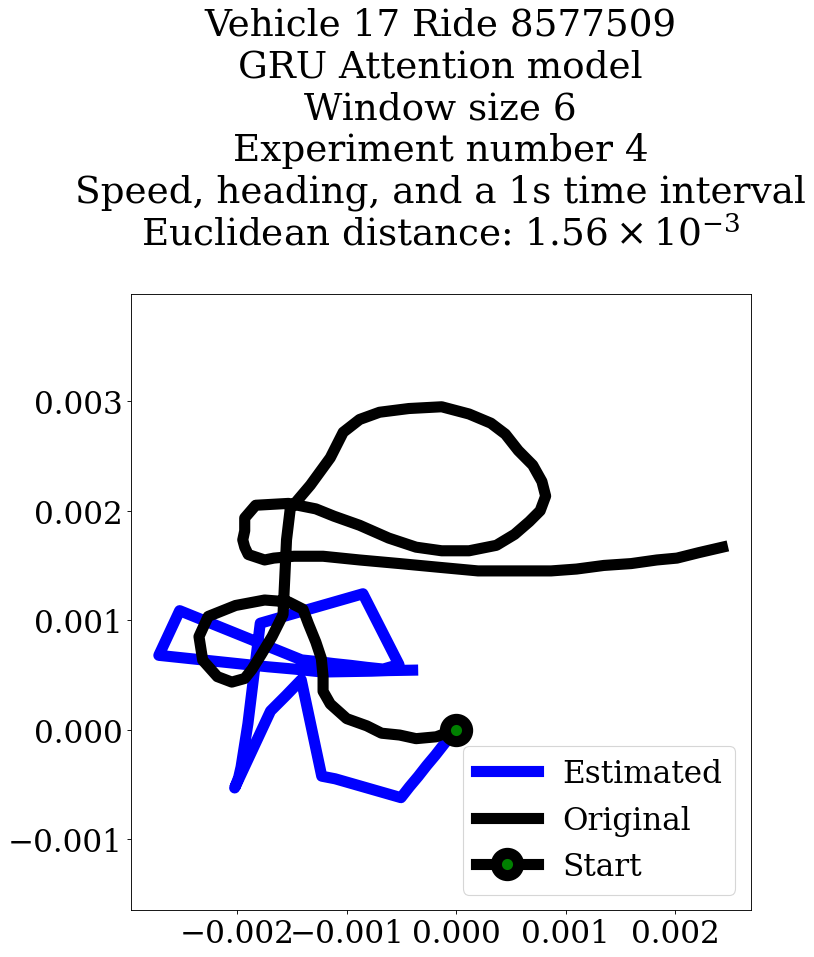 Vehicle 17 Ride 8577509
GRU Attention model
Window size 6
Experiment number 4
Speed, heading, and a 1s time interval
Euclidean distance: 1.56 × 10⁻³
0.003
0.002
0.001
0.000
−0.001
Estimated
Original
Start
−0.002 −0.001 0.000 0.001 0.002